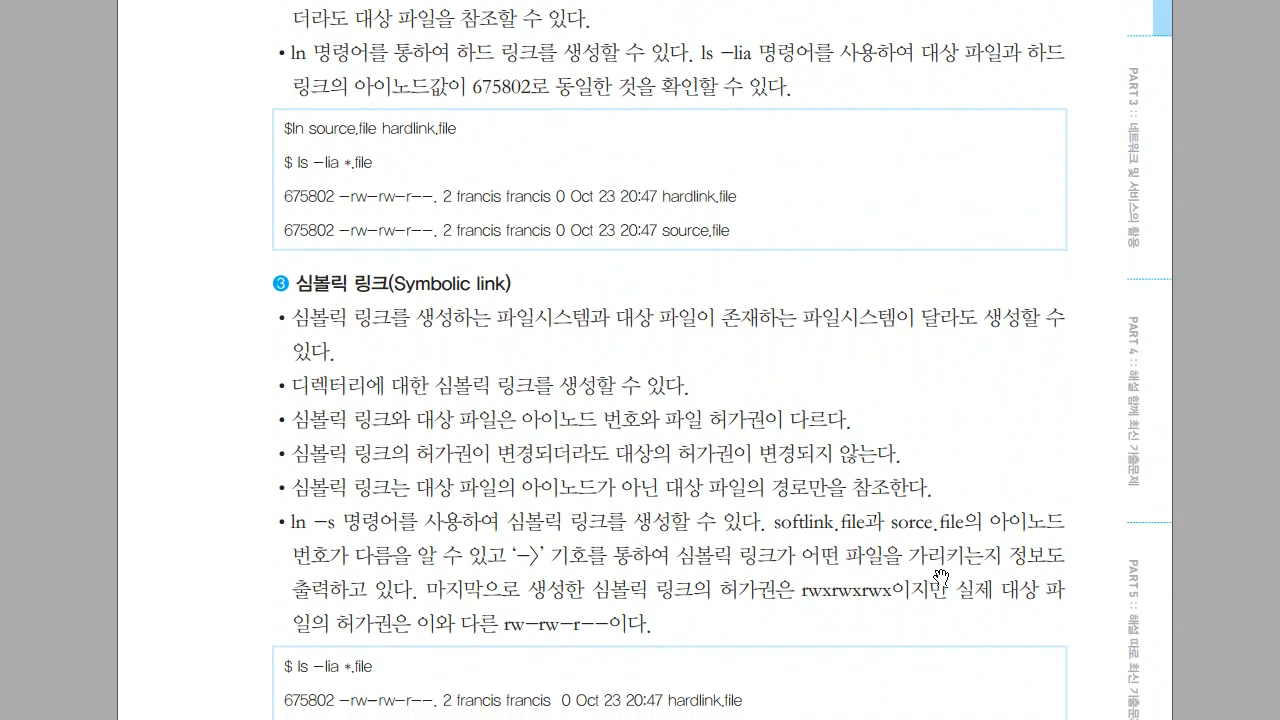 더라도 대상 파일을 참조할 수 있다.
• ln 명령어를 통하여 하드 링크를 생성할 수 있다. ls –lia 명령어를 사용하여 대상 파일과 하드
링크의 아이노드값이 675802로 동일한 것을 확인할 수 있다.
$ln source.file hardlink.file
$ ls –lia *.file
675802 –rw–rw–r–– 2 francis francis 0 Oct 22 20:47 hardlink.file
675802 –rw–rw–r–– 2 francis francis 0 Oct 22 20:47 source.file
3 심볼릭 링크(Symbolic link)
• 심볼릭 링크를 생성하는 파일시스템과 대상 파일이 존재하는 파일시스템이 달라도 생성할 수
있다.
• 디렉터리에 대한 심볼릭 링크를 생성할 수 있다.
• 심볼릭 링크와 대상 파일은 아이노드 번호와 파일 허가권이 다르다.
• 심볼릭 링크의 허가권이 변경되더라도 대상의 허가권이 변경되지 않는다.
• 심볼릭 링크는 대상 파일의 아이노드가 아닌 대상 파일의 경로만을 참조한다.
• ln –s 명령어를 사용하여 심볼릭 링크를 생성할 수 있다. softlink.file과 sorce.file의 아이노드
번호가 다름을 알 수 있고 ‘–>’ 기호를 통하여 심볼릭 링크가 어떤 파일을 가리키는지 정보도
출력하고 있다. 마지막으로 생성한 심볼릭 링크의 허가권은 rwxrwxrwx이지만 실제 대상 파
일의 허가권은 이와 다른 rw–rw–r––이다.
$ ls –lia *.file
675802 –rw–rw–r–– 2 francis francis 0 Oct 22 20:47 hardlink.file
PART 3 :: 네트워크 및 서비스의 활용
PART 4 :: 해설 함께 최신 기출문제
PART 5 :: 해설 따로 최신 기출문